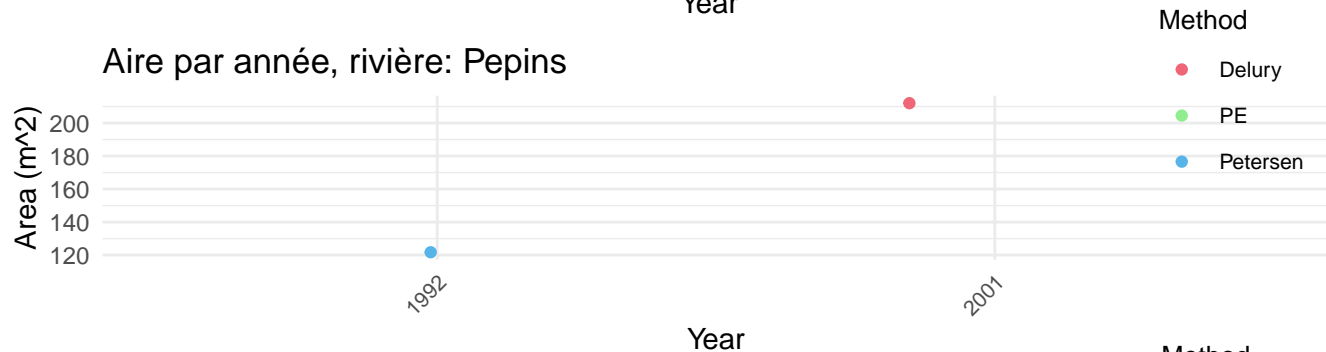 Year
Method
Aire par année, rivière: Pepins
Delury
PE
Petersen
Area (m^2)
200
180
160
140
120
1992
2001
Year
Method